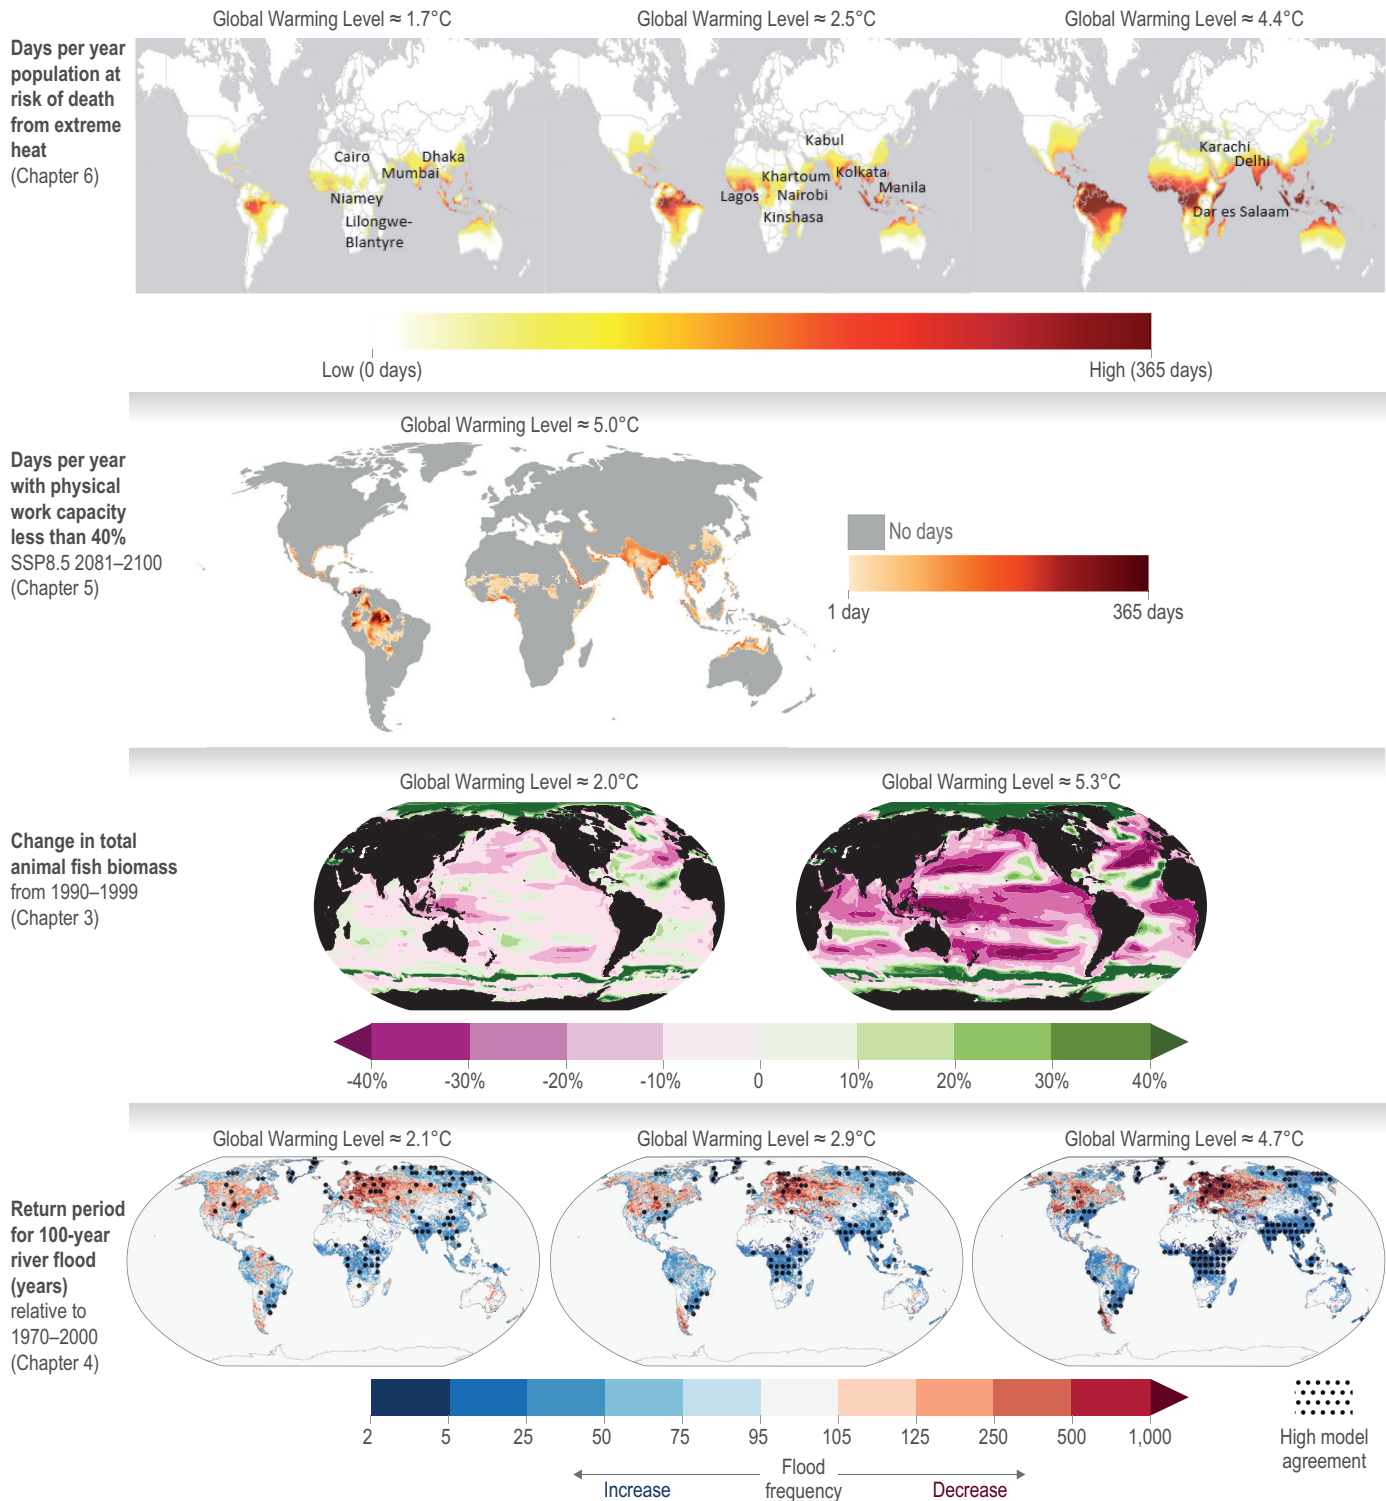 Global Warming Level ≈ 1.7°C
Global Warming Level ≈ 2.5°C
Global Warming Level ≈ 4.4°C
Days per year
population at
risk of death
from extreme
heat
(Chapter 6)
Cairo
Dhaka
Mumbai
Niamey
Lilongwe-
Blantyre
Kabul
Khartoum
Kolkata
Lagos
Nairobi
Manila
Kinshasa
Karachi
Delhi
Dar es Salaam
Low (0 days)
High (365 days)
Global Warming Level ≈ 5.0°C
Days per year
with physical
work capacity
less than 40%
SSP8.5 2081–2100
(Chapter 5)
No days
1 day
365 days
Global Warming Level ≈ 2.0°C
Global Warming Level ≈ 5.3°C
Change in total
animal fish biomass
from 1990–1999
(Chapter 3)
-40%
-30%
-20%
-10%
0
10%
20%
30%
40%
Global Warming Level ≈ 2.1°C
Global Warming Level ≈ 2.9°C
Global Warming Level ≈ 4.7°C
Return period
for 100-year
river flood
(years)
relative to
1970–2000
(Chapter 4)
2
5
25
50
75
95
105
125
250
500
1,000
Flood
frequency
Increase
Decrease
High model
agreement